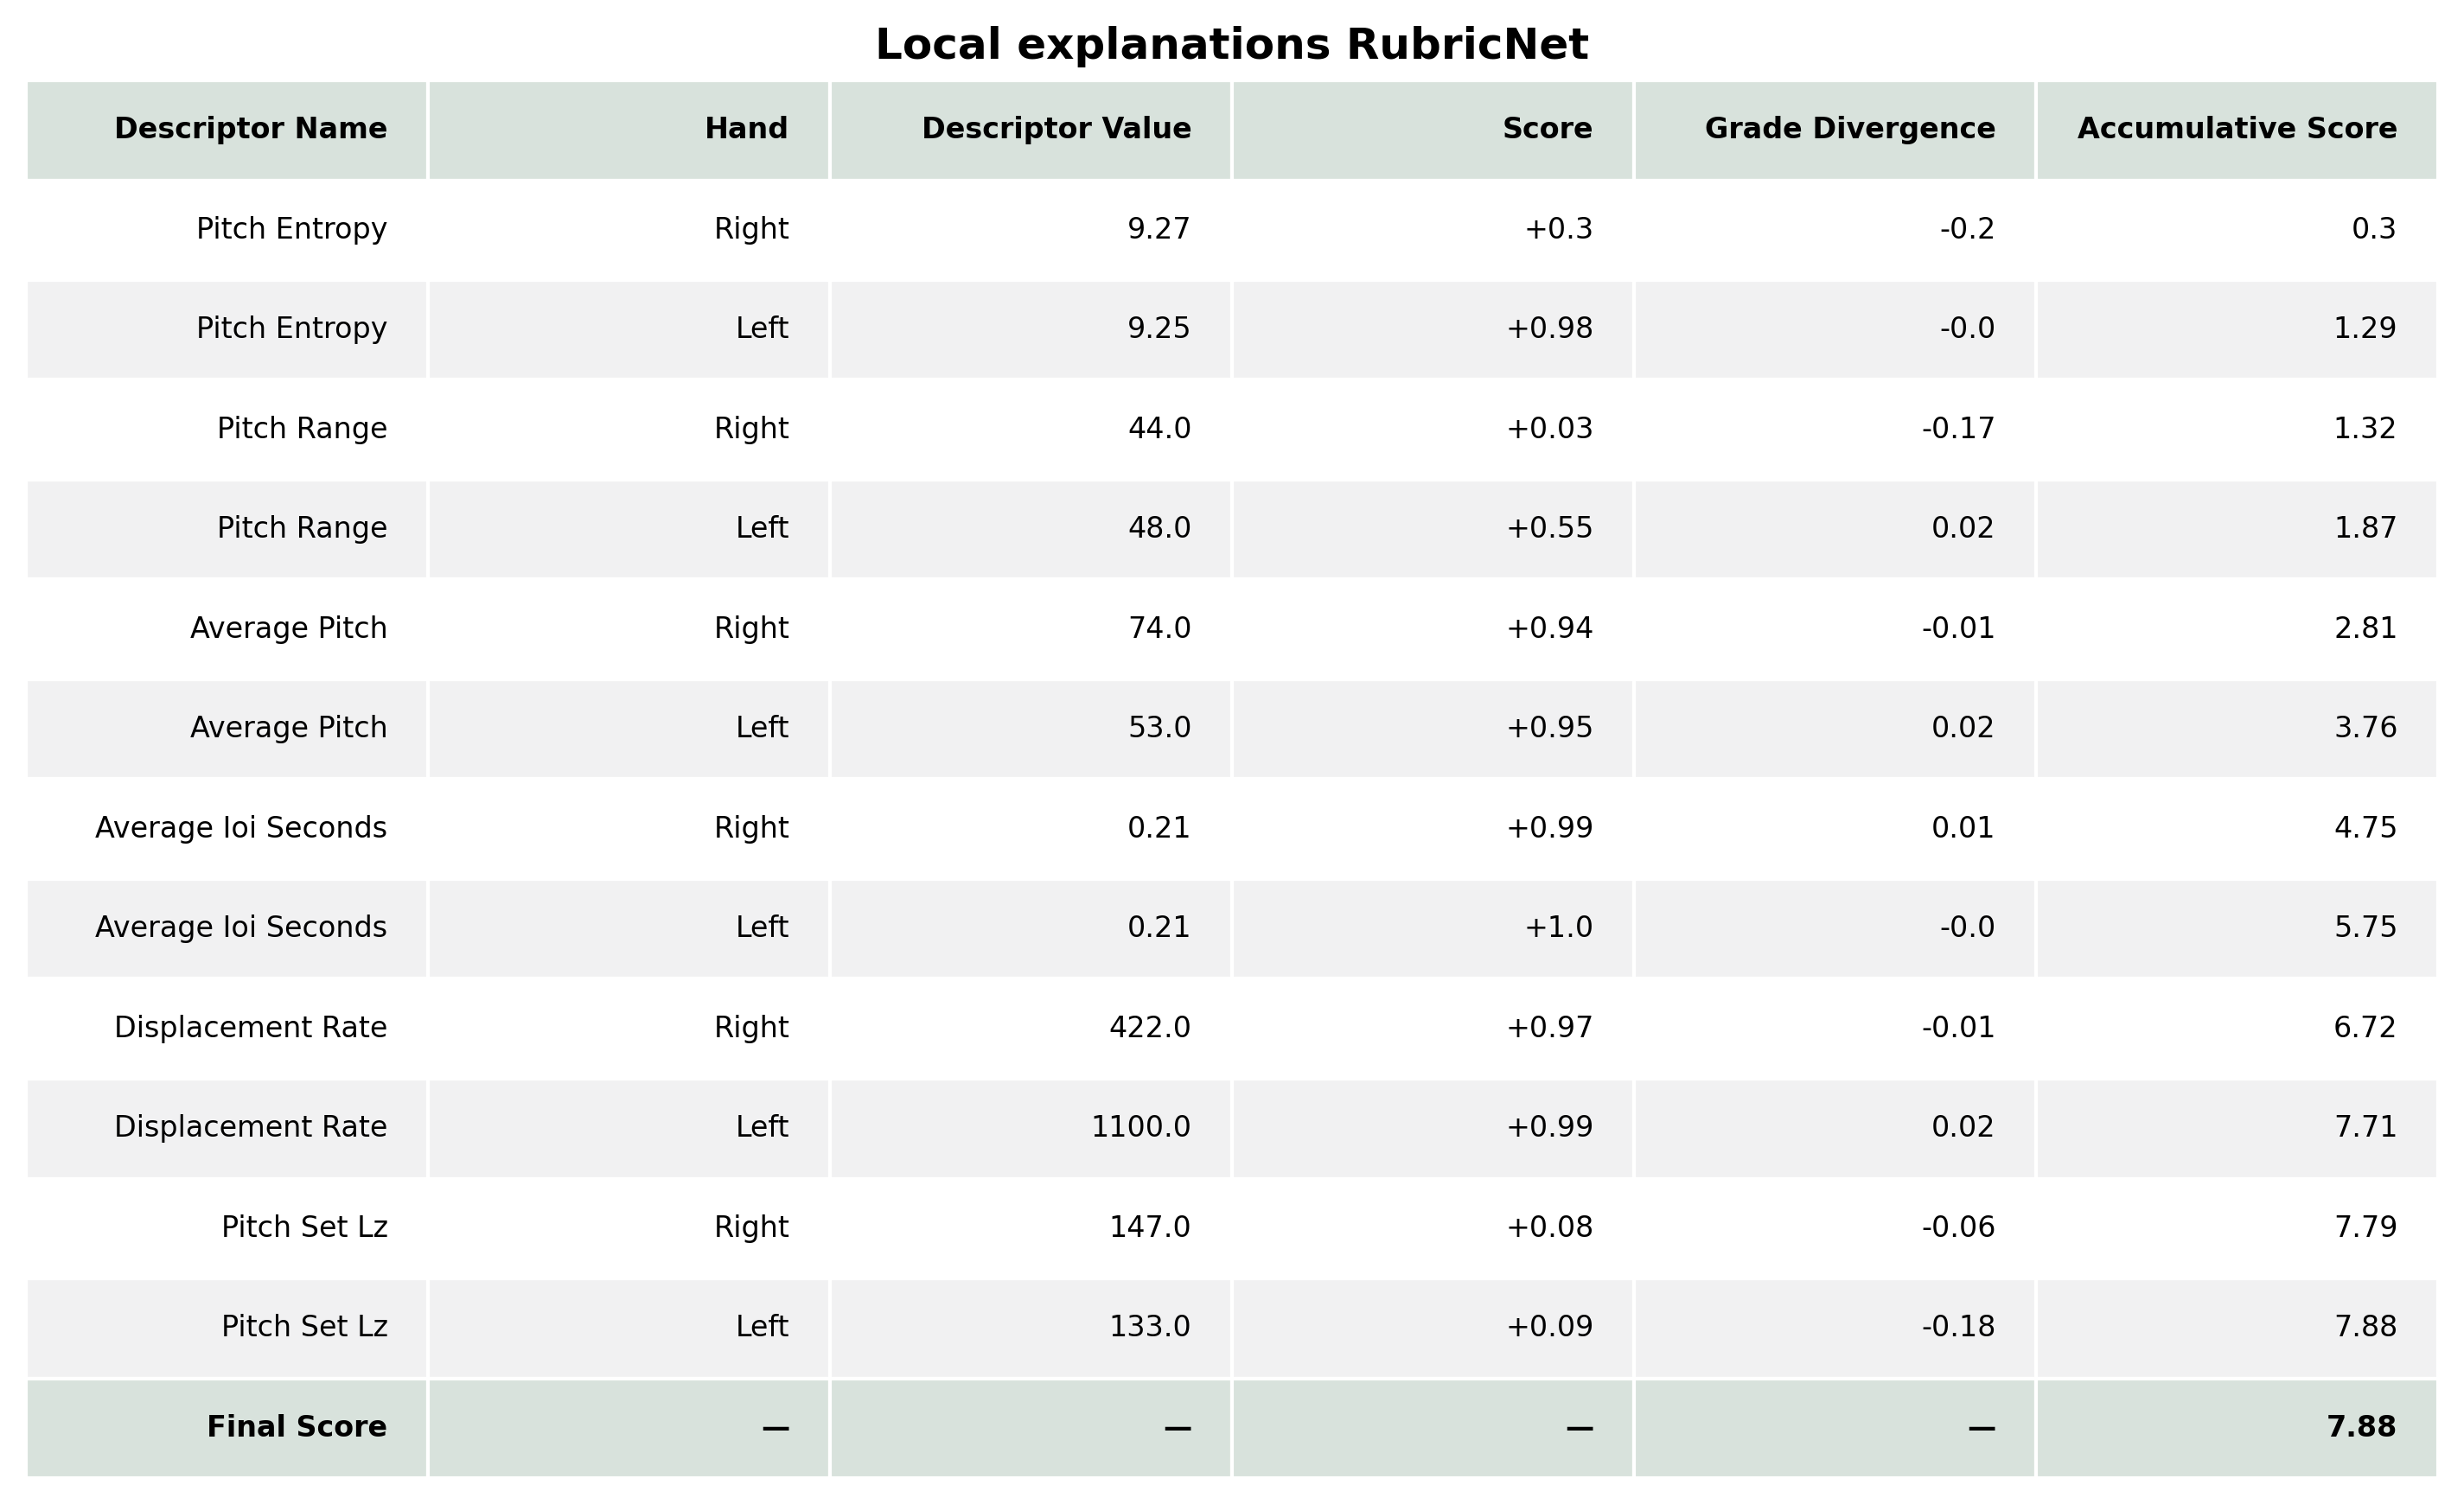 Local explanations RubricNet
Descriptor Name Hand Descriptor Value Score Grade Divergence Accumulative Score
Pitch Entropy Right 9.27 +0.3 -0.2 0.3
Pitch Entropy Left 9.25 +0.98 -0.0 1.29
Pitch Range Right 44.0 +0.03 -0.17 1.32
Pitch Range Left 48.0 +0.55 0.02 1.87
Average Pitch Right 74.0 +0.94 -0.01 2.81
Average Pitch Left 53.0 +0.95 0.02 3.76
Average Ioi Seconds Right 0.21 +0.99 0.01 4.75
Average Ioi Seconds Left 0.21 +1.0 -0.0 5.75
Displacement Rate Right 422.0 +0.97 -0.01 6.72
Displacement Rate Left 1100.0 +0.99 0.02 7.71
Pitch Set Lz Right 147.0 +0.08 -0.06 7.79
Pitch Set Lz Left 133.0 +0.09 -0.18 7.88
Final Score — — — — 7.88